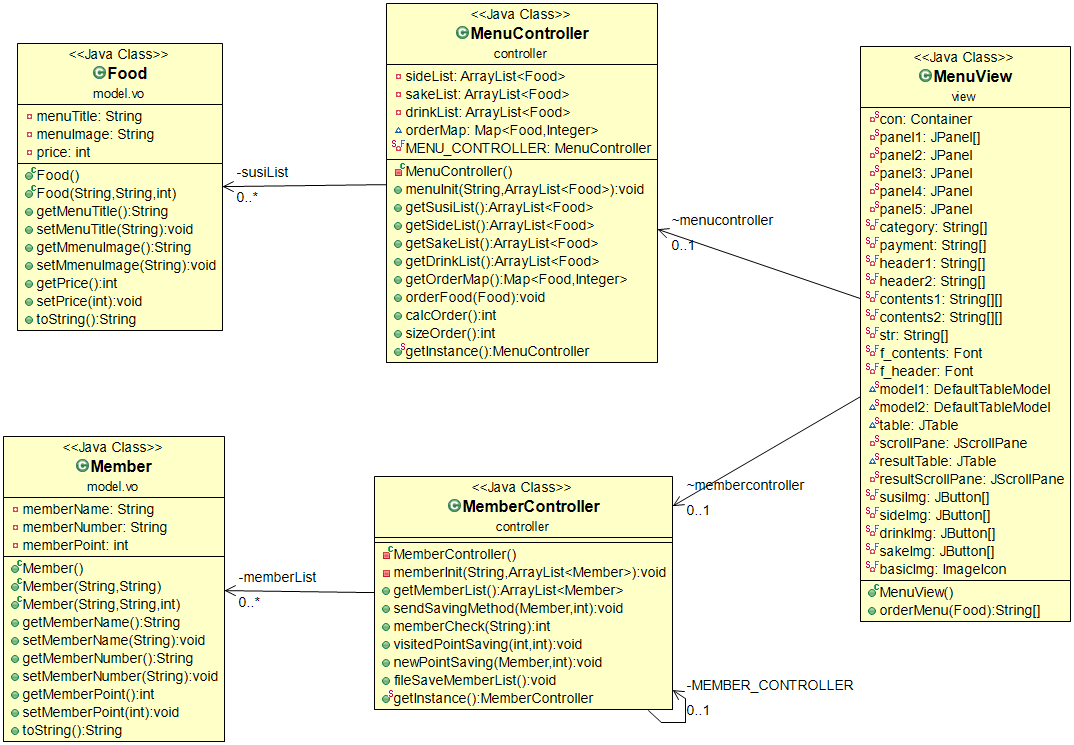 <<Java Class>>
Food
model.vo
menuTitle: String
menuImage: String
price: int
Food()
Food(String,String,int)
getMenuTitle():String
setMenuTitle(String):void
getMmenuImage():String
setMmenuImage(String):void
getPrice():int
setPrice(int):void
toString():String
-susiList
0..*
<<Java Class>>
MenuController
controller
sideList: ArrayList<Food>
sakeList: ArrayList<Food>
drinkList: ArrayList<Food>
orderMap: Map<Food,Integer>
MENU_CONTROLLER: MenuController
MenuController()
menuInit(String,ArrayList<Food>):void
getSusiList():ArrayList<Food>
getSideList():ArrayList<Food>
getSakeList():ArrayList<Food>
getDrinkList():ArrayList<Food>
getOrderMap():Map<Food,Integer>
orderFood(Food):void
calcOrder():int
sizeOrder():int
getInstance():MenuController
~menucontroller
0..1
<<Java Class>>
MenuView
view
con: Container
panel1: JPanel[]
panel2: JPanel
panel3: JPanel
panel4: JPanel
panel5: JPanel
category: String[]
payment: String[]
header1: String[]
header2: String[]
contents1: String[][]
contents2: String[][]
str: String[]
f_contents: Font
f_header: Font
model1: DefaultTableModel
model2: DefaultTableModel
table: JTable
scrollPane: JScrollPane
resultTable: JTable
resultScrollPane: JScrollPane
susiImg: JButton[]
sideImg: JButton[]
drinkImg: JButton[]
sakeImg: JButton[]
basicImg: ImageIcon
MenuView()
orderMenu(Food):String[]
<<Java Class>>
Member
model.vo
memberName: String
memberNumber: String
memberPoint: int
Member()
Member(String,String)
Member(String,String,int)
getMemberName():String
setMemberName(String):void
getMemberNumber():String
setMemberNumber(String):void
getMemberPoint():int
setMemberPoint(int):void
toString():String
-memberList
0..*
<<Java Class>>
MemberController
controller
MemberController()
memberInit(String,ArrayList<Member>):void
getMemberList():ArrayList<Member>
sendSavingMethod(Member,int):void
memberCheck(String):int
visitedPointSaving(int,int):void
newPointSaving(Member,int):void
fileSaveMemberList():void
getInstance():MemberController
~membercontroller
0..1
-MEMBER_CONTROLLER
0..1